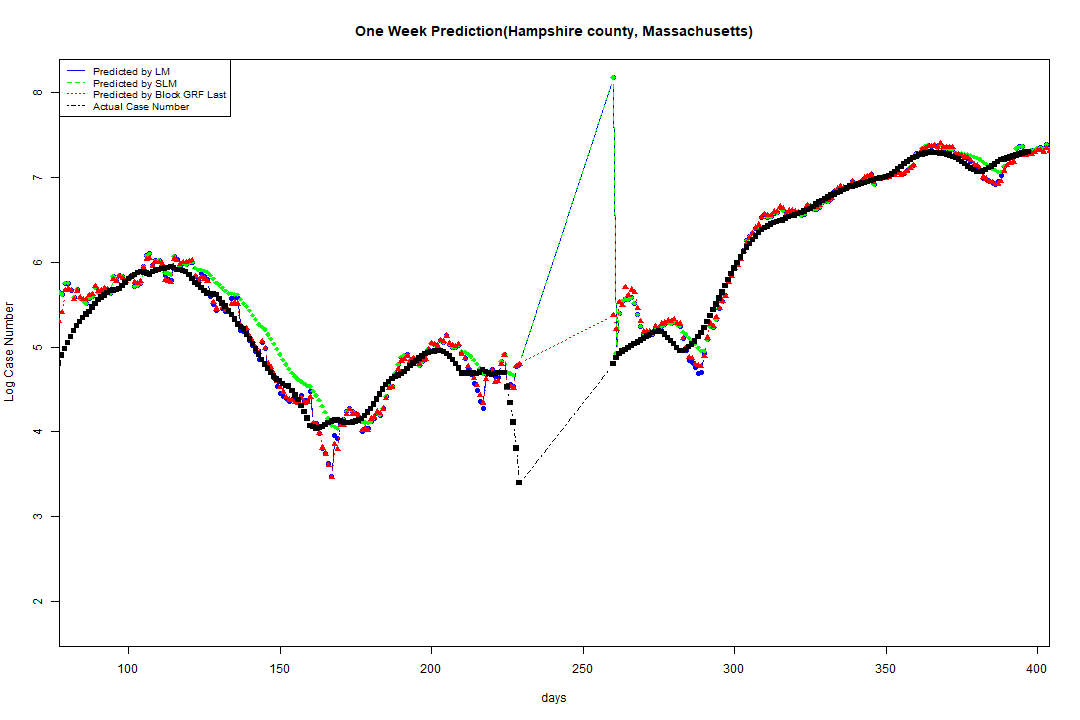 One Week Prediction(Hampshire county, Massachusetts)
Predicted by LM
Predicted by SLM
Predicted by Block GRF Last
Actual Case Number
Log Case Number
8
7
6
5
4
3
2
100 150 200 250 300 350 400
days